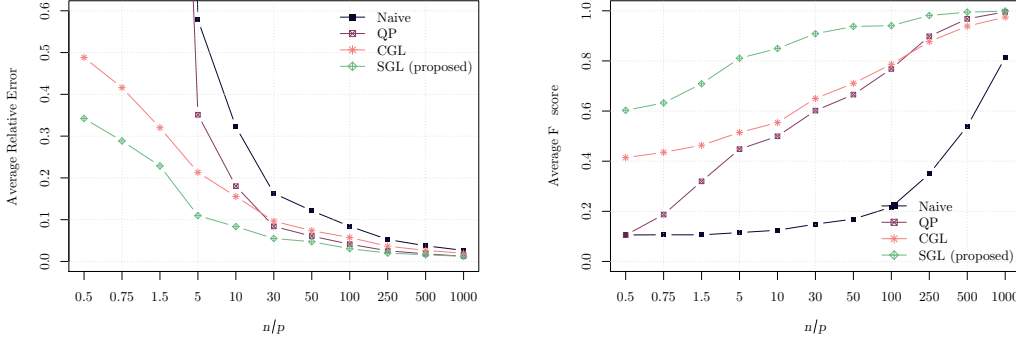 Average Relative Error
0.6
0.5
0.4
0.3
0.2
0.1
0.0
Naive
QP
CGL
SGL (proposed)
0.5 0.75 1.5 5 10 30 50 100 250 500 1000
n/p
Average F score
1.0
0.8
0.6
0.4
0.2
0.0
Naive
QP
CGL
SGL (proposed)
0.5 0.75 1.5 5 10 30 50 100 250 500 1000
n/p